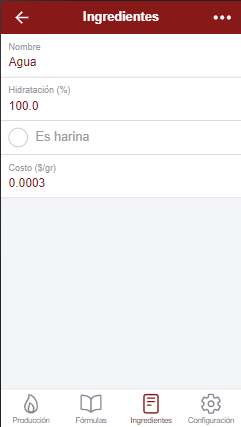 Ingredientes
Nombre
Agua
Hidratación (%)
100.0
Es harina
Costo ($/gr)
0.0003
Producción
Fórmulas
Ingredientes
Configuración